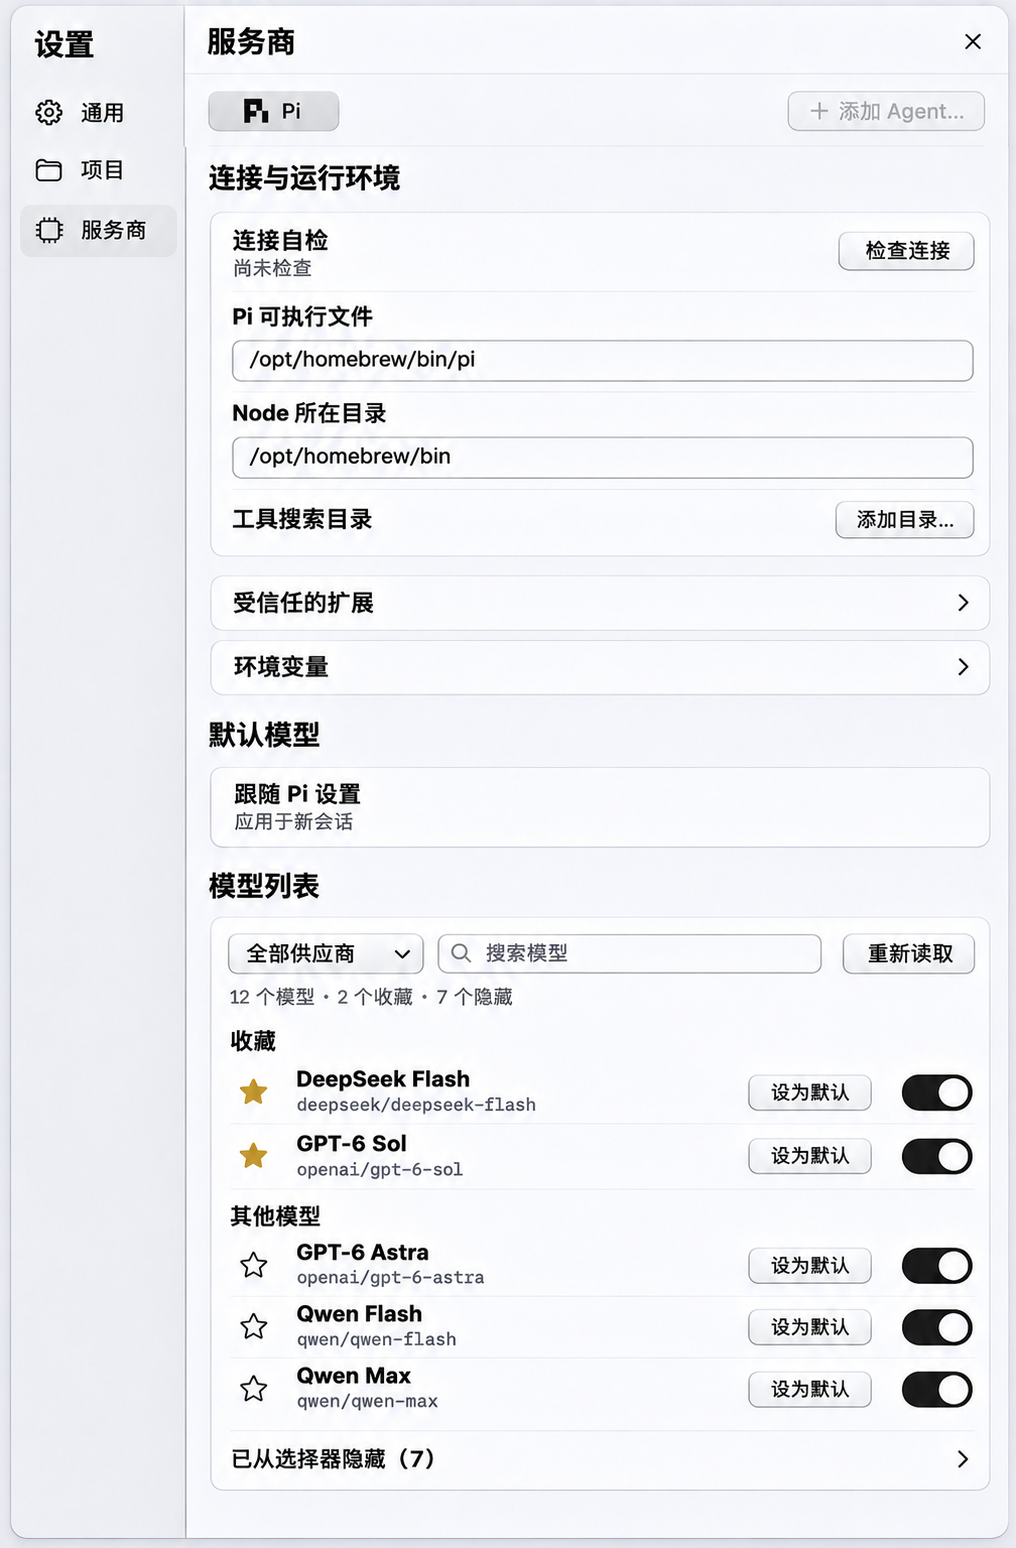 设置
通用
项目
服务商
服务商
Pi
添加 Agent...
连接与运行环境
连接自检
尚未检查
检查连接
Pi 可执行文件
/opt/homebrew/bin/pi
Node 所在目录
/opt/homebrew/bin
工具搜索目录
添加目录...
受信任的扩展
环境变量
默认模型
跟随 Pi 设置
应用于新会话
模型列表
全部供应商
搜索模型
重新读取
12 个模型 · 2 个收藏 · 7 个隐藏
收藏
DeepSeek Flash
deepseek/deepseek-flash
设为默认
GPT-6 Sol
openai/gpt-6-sol
设为默认
其他模型
GPT-6 Astra
openai/gpt-6-astra
设为默认
Qwen Flash
qwen/qwen-flash
设为默认
Qwen Max
qwen/qwen-max
设为默认
已从选择器隐藏（7）